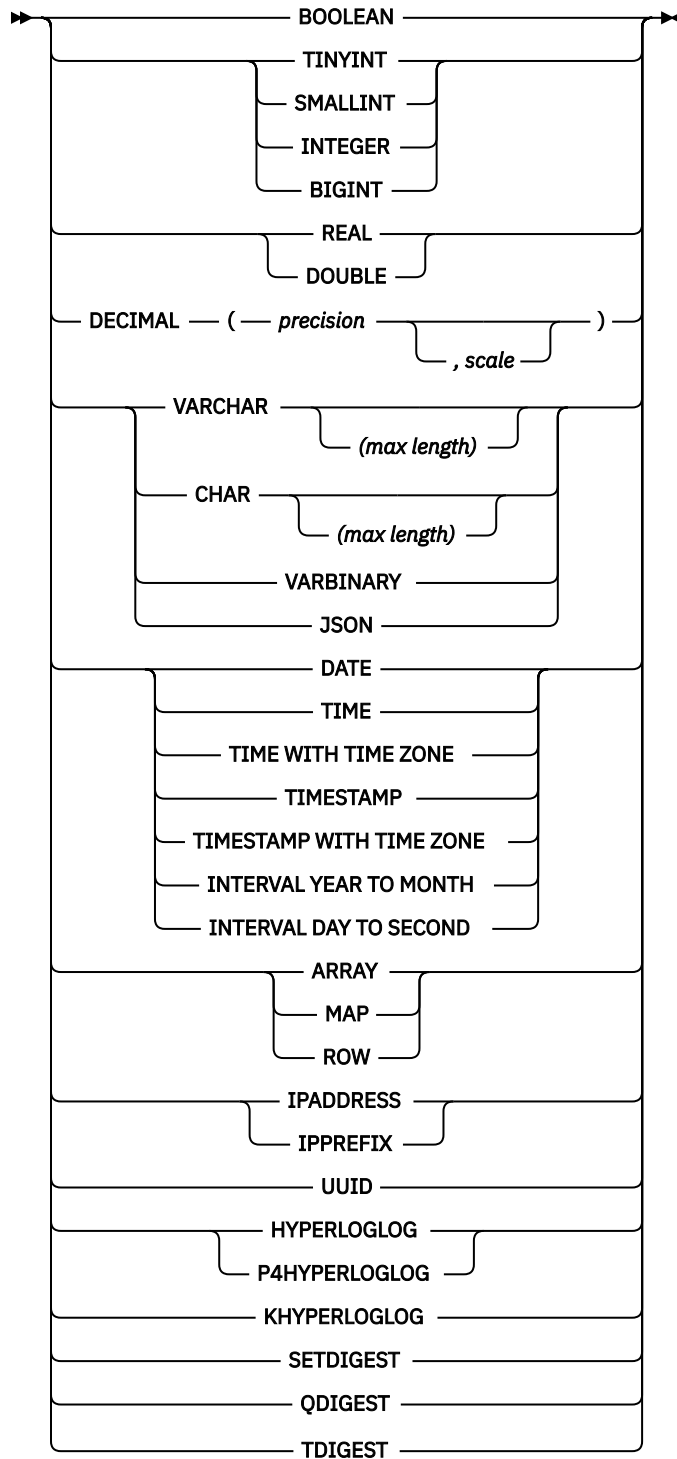 BOOLEAN
TINYINT
SMALLINT
INTEGER
BIGINT
REAL
DOUBLE
DECIMAL ( precision )
, scale
VARCHAR
(max length)
CHAR
(max length)
VARBINARY
JSON
DATE
TIME
TIME WITH TIME ZONE
TIMESTAMP
TIMESTAMP WITH TIME ZONE
INTERVAL YEAR TO MONTH
INTERVAL DAY TO SECOND
ARRAY
MAP
ROW
IPADDRESS
IPPREFIX
UUID
HYPERLOGLOG
P4HYPERLOGLOG
KHYPERLOGLOG
SETDIGEST
QDIGEST
TDIGEST